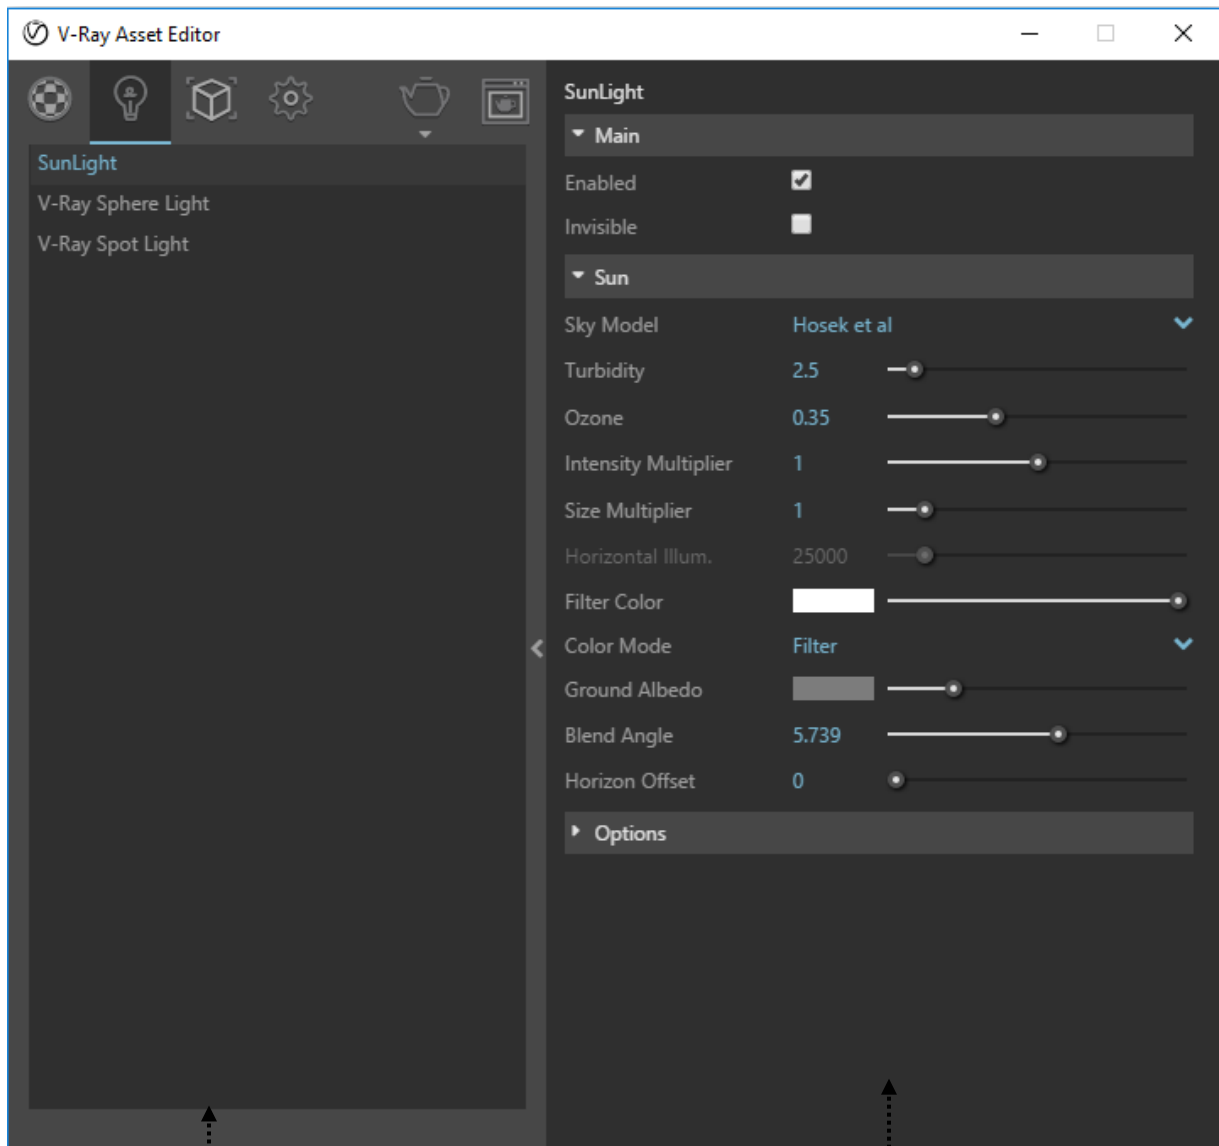 V-Ray Asset Editor
SunLight
V-Ray Sphere Light
V-Ray Spot Light
SunLight
Main
Enabled
Invisible
Sun
Sky Model Hosek et al
Turbidity 2.5
Ozone 0.35
Intensity Multiplier 1
Size Multiplier 1
Horizontal Illum. 25000
Filter Color
Color Mode Filter
Ground Albedo
Blend Angle 5.739
Horizon Offset 0
Options